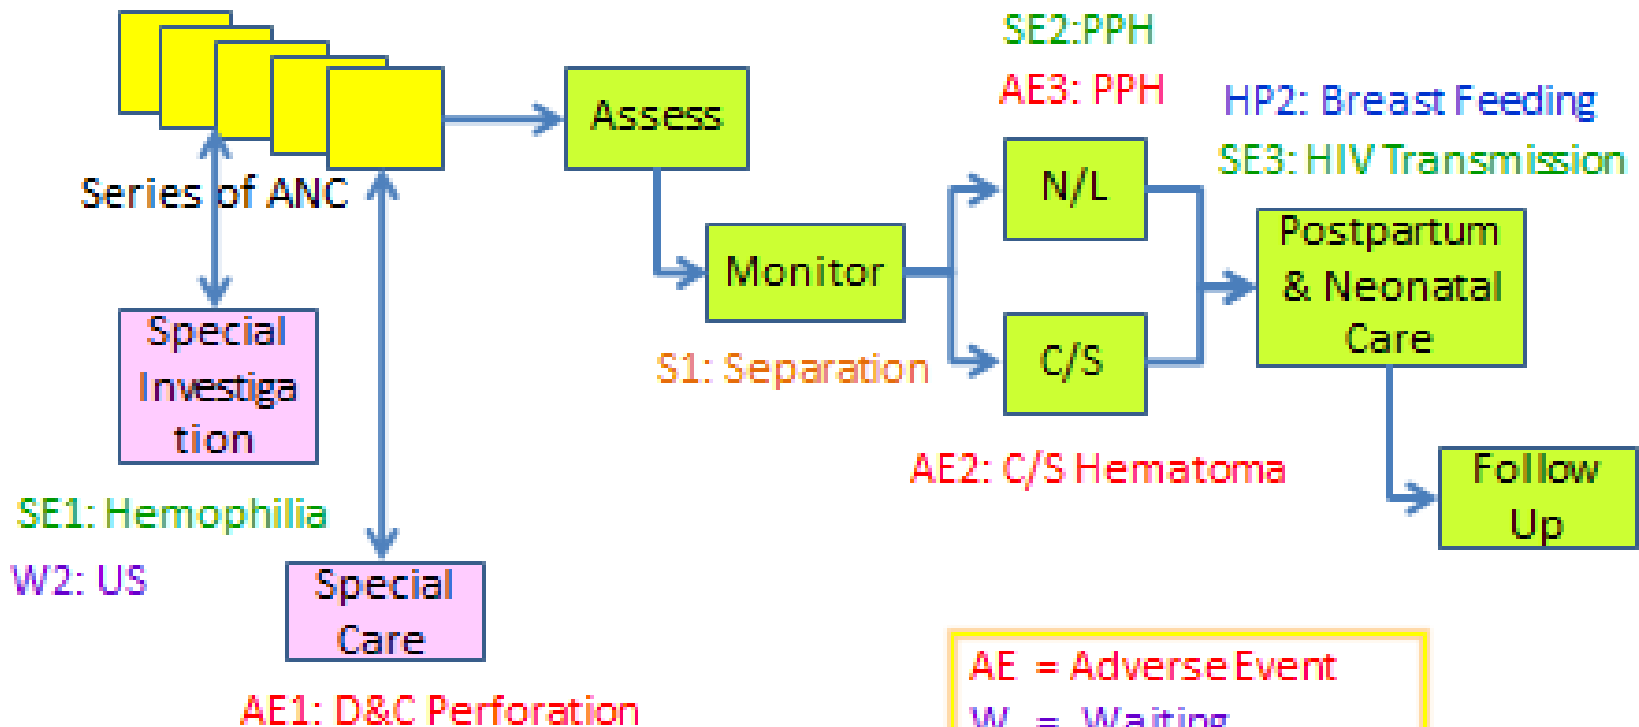 SE2:PPH
AE3: PPH
HP2: Breast Feeding
SE3: HIV Transmission
Assess
Series of ANC
N/L
Monitor
Postpartum
& Neonatal
Care
Special
Investiga
tion
S1: Separation
C/S
AE2: C/S Hematoma
Follow
Up
SE1: Hemophilia
W2: US
Special
Care
AE1: D&C Perforation
AE = Adverse Event
W = Waiting